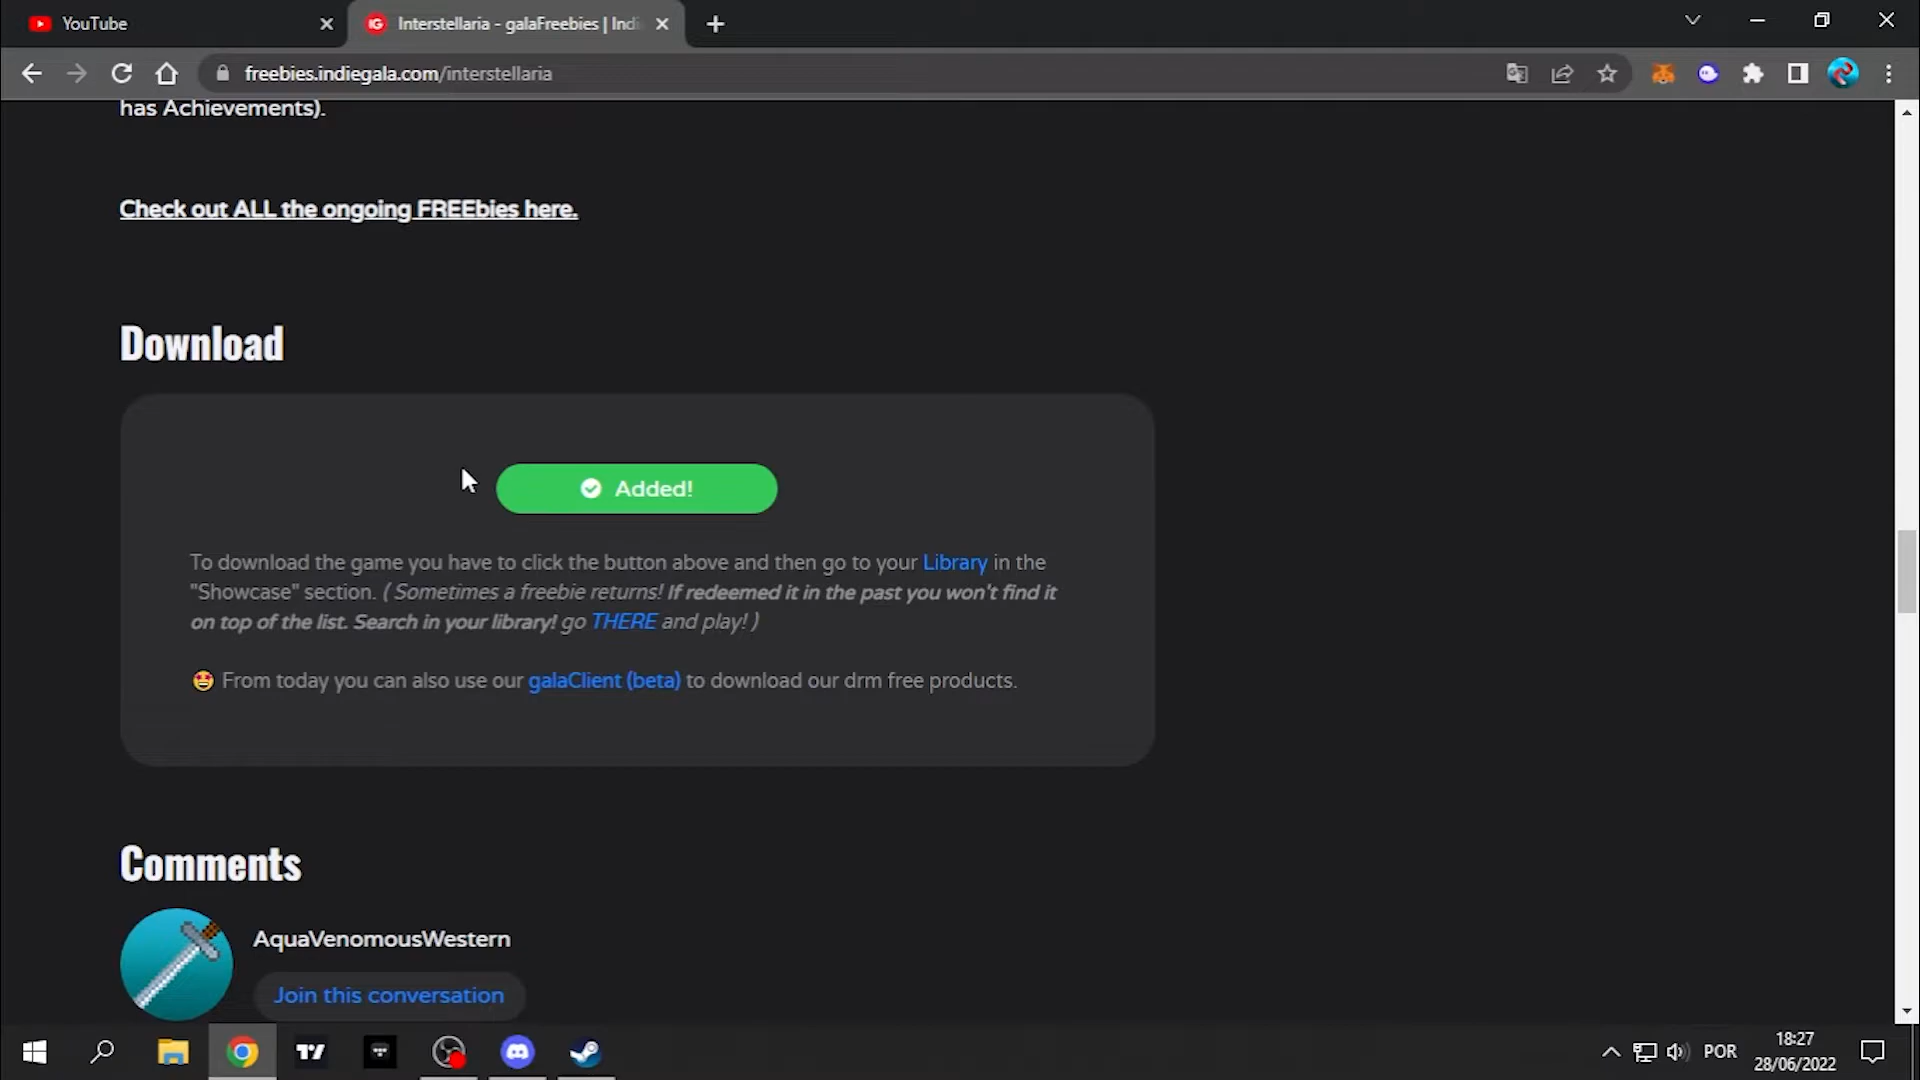 YouTube
Interstellaria - galaFreebies | Indi
freebies.indiegala.com/interstellaria
has Achievements).
Check out ALL the ongoing FREEbies here.
Download
Added!
To download the game you have to click the button above and then go to your Library in the
"Showcase" section. ( Sometimes a freebie returns! If redeemed it in the past you won't find it
on top of the list. Search in your library! go THERE and play! )
🤩 From today you can also use our galaClient (beta) to download our drm free products.
Comments
AquaVenomousWestern
Join this conversation
POR
18:27
28/06/2022